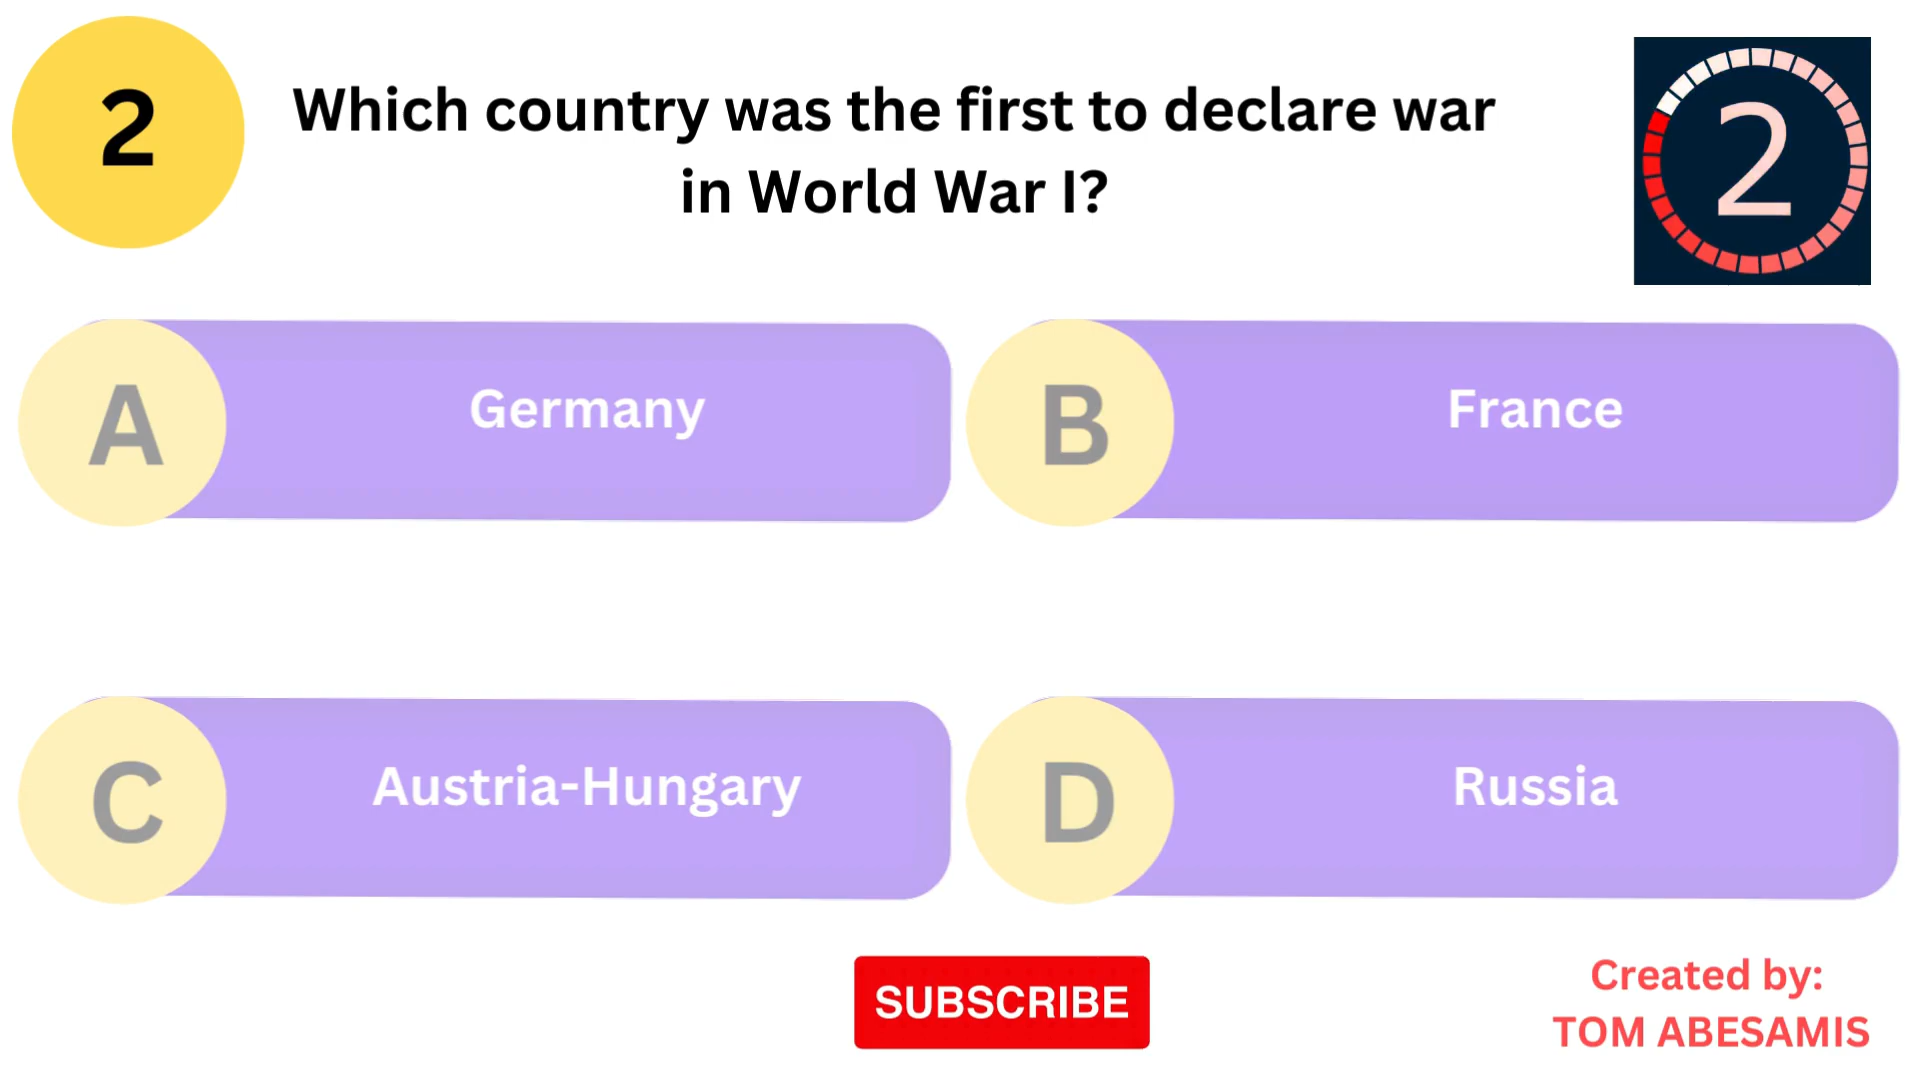 2
Which country was the first to declare war
in World War I?
2
A
Germany
B
France
C
Austria-Hungary
D
Russia
SUBSCRIBE
Created by:
TOM ABESAMIS